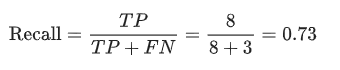 Recall = TP / (TP + FN) = 8 / (8 + 3) = 0.73